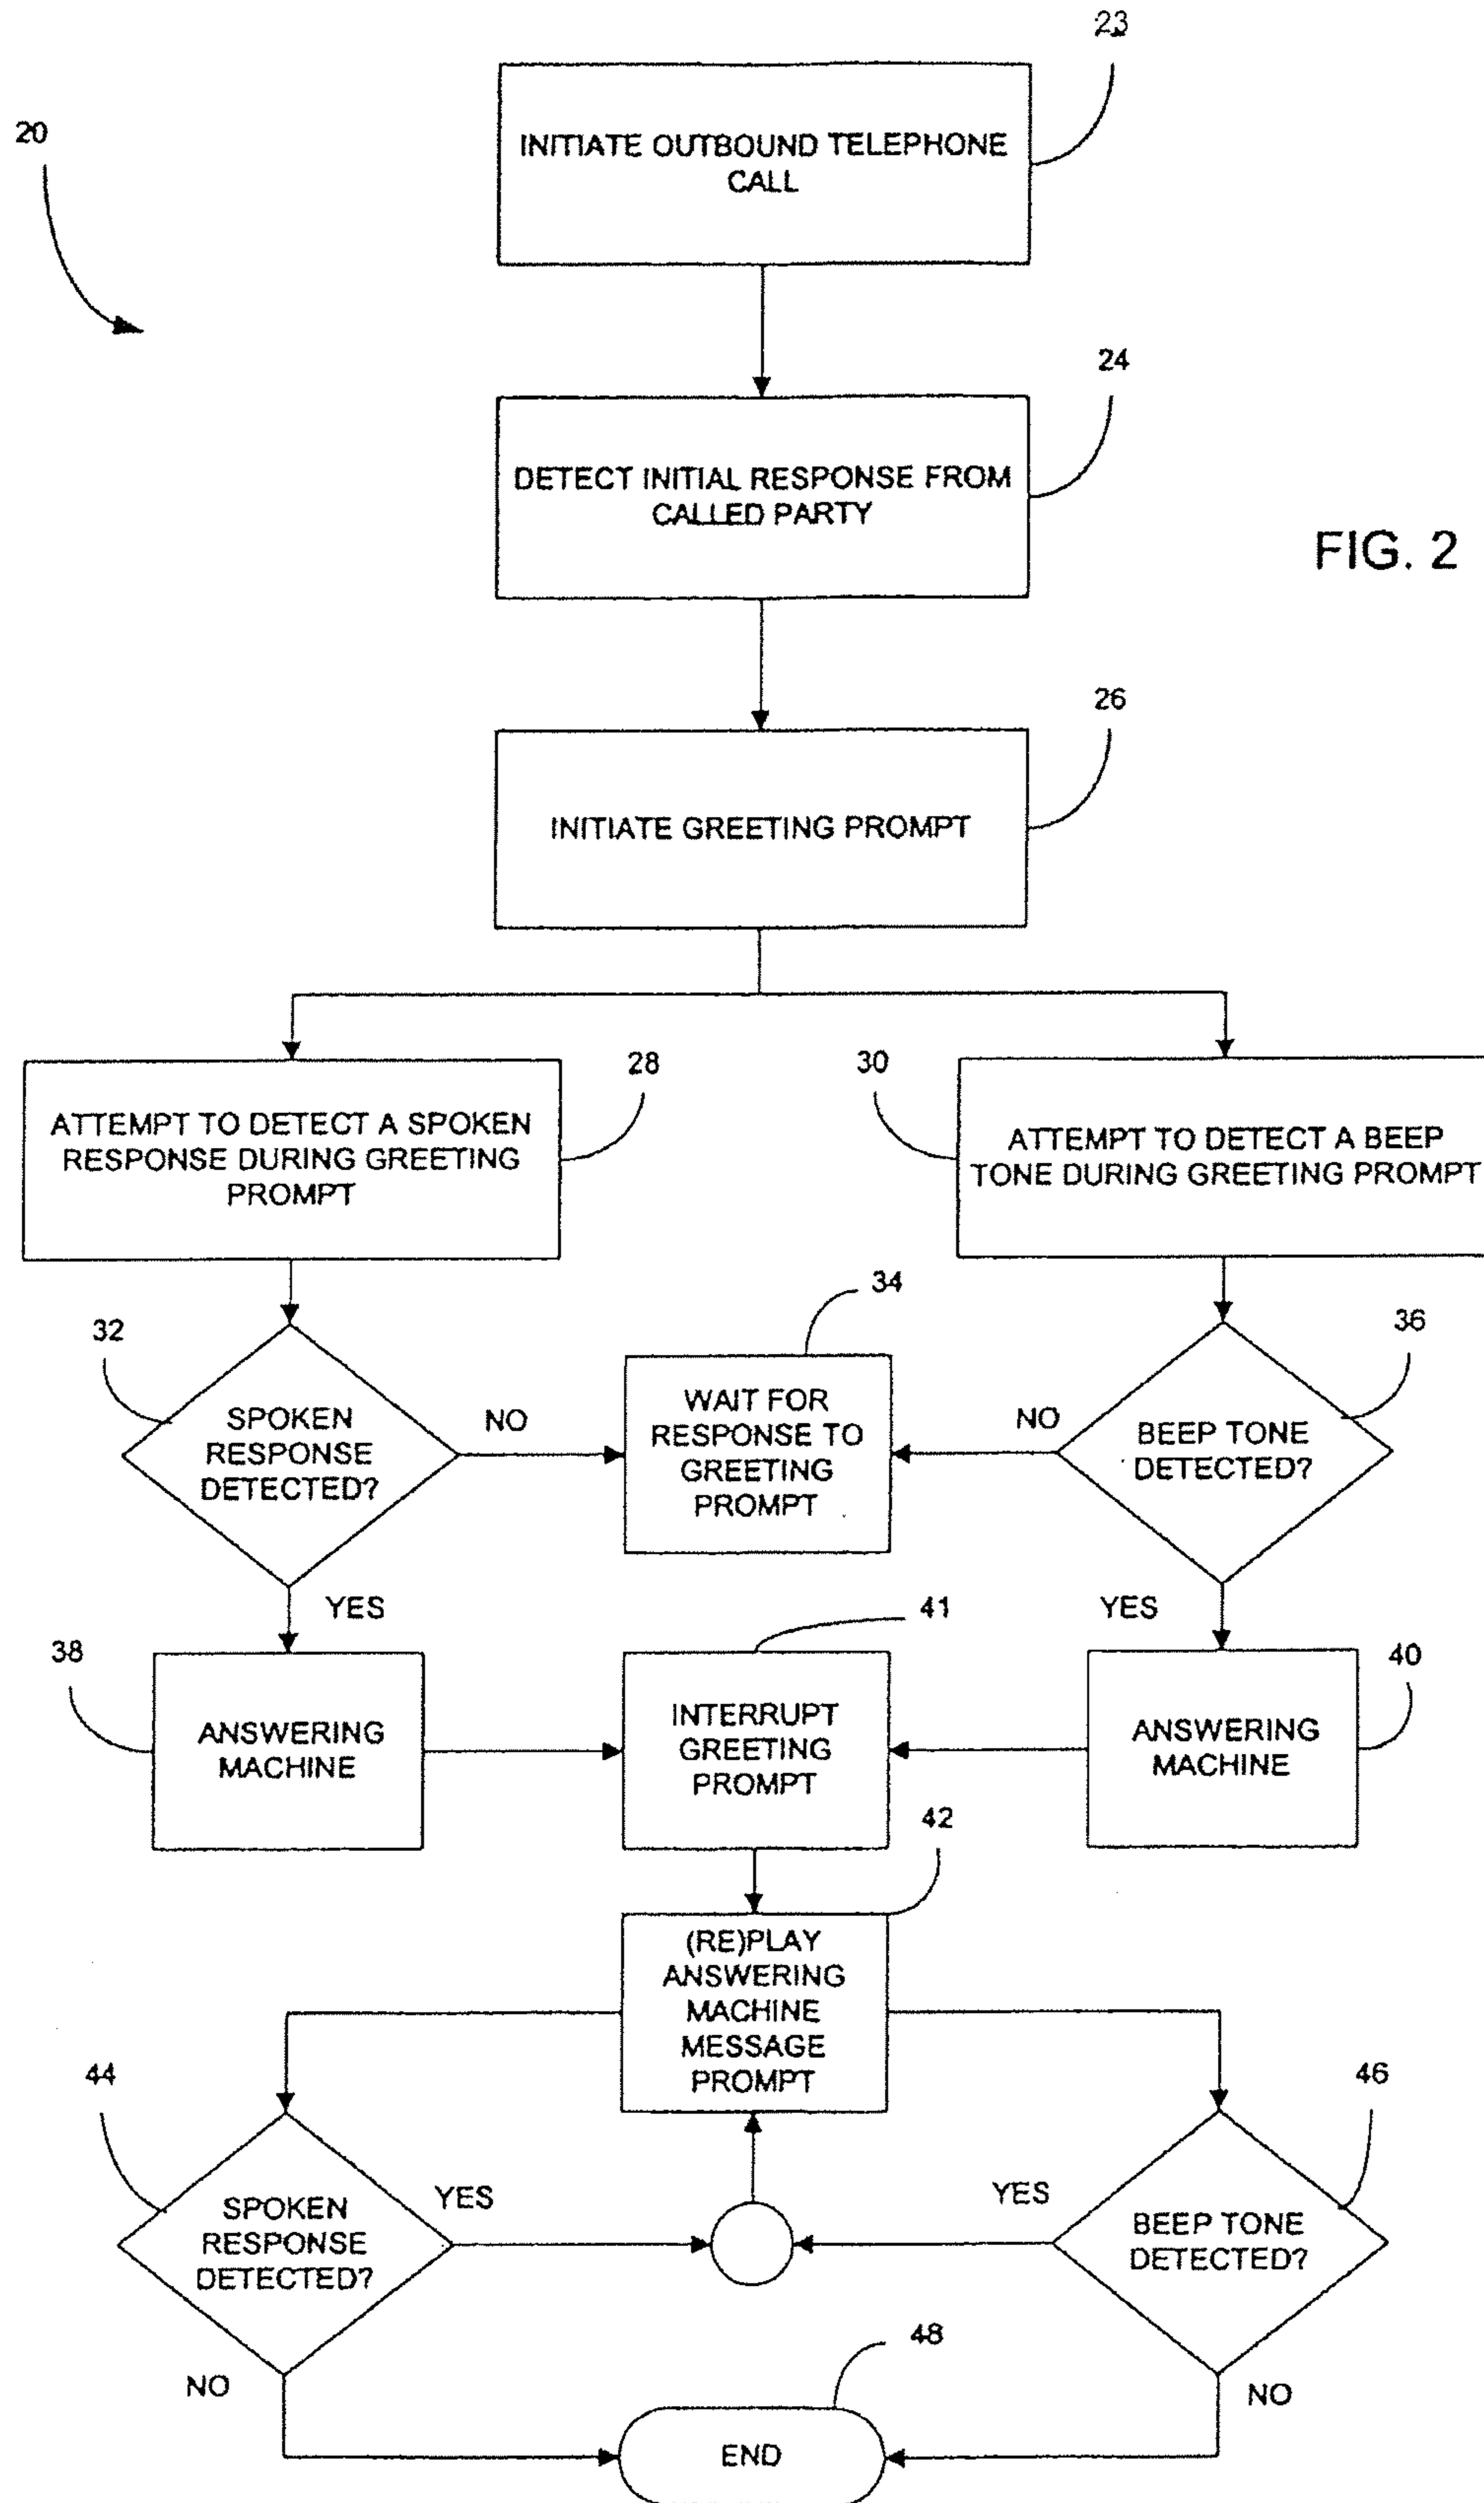 23
20
INITIATE OUTBOUND TELEPHONE
CALL
24
DETECT INITIAL RESPONSE FROM
CALLED PARTY
FIG. 2
26
INITIATE GREETING PROMPT
28
30
ATTEMPT TO DETECT A SPOKEN
RESPONSE DURING GREETING
PROMPT
ATTEMPT TO DETECT A BEEP
TONE DURING GREETING PROMPT
34
32
36
SPOKEN
RESPONSE
DETECTED?
NO
WAIT FOR
RESPONSE TO
GREETING
PROMPT
NO
BEEP TONE
DETECTED?
YES
41
YES
38
40
ANSWERING
MACHINE
INTERRUPT
GREETING
PROMPT
ANSWERING
MACHINE
42
(RE)PLAY
ANSWERING
MACHINE
MESSAGE
PROMPT
44
46
SPOKEN
RESPONSE
DETECTED?
YES
YES
BEEP TONE
DETECTED?
48
NO
NO
END